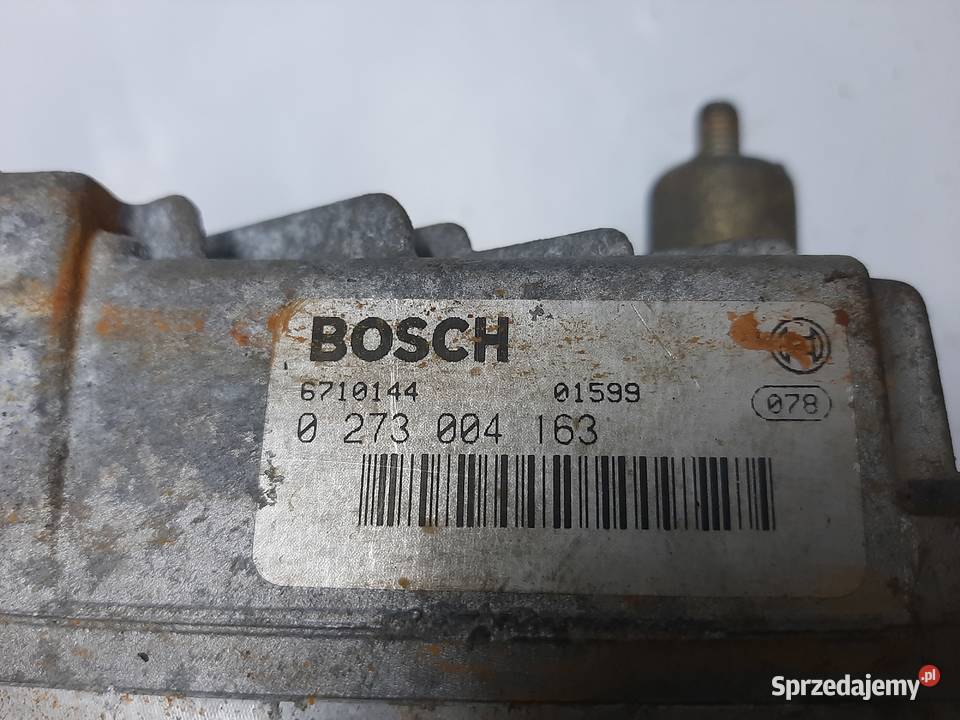 BOSCH
6710144 01599
078
0 273 004 163
Sprzedajemy.pl